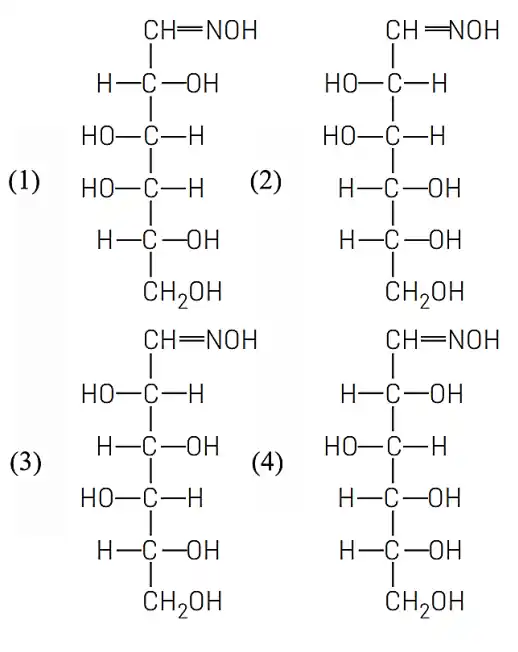 CH=NOH CH=NOH
H—C—OH HO—C—H
HO—C—H HO—C—H
(1) HO—C—H (2) H—C—OH
H—C—OH H—C—OH
CH₂OH CH₂OH
CH=NOH CH=NOH
HO—C—H H—C—OH
H—C—OH HO—C—H
(3) HO—C—H (4) H—C—OH
H—C—OH H—C—OH
CH₂OH CH₂OH